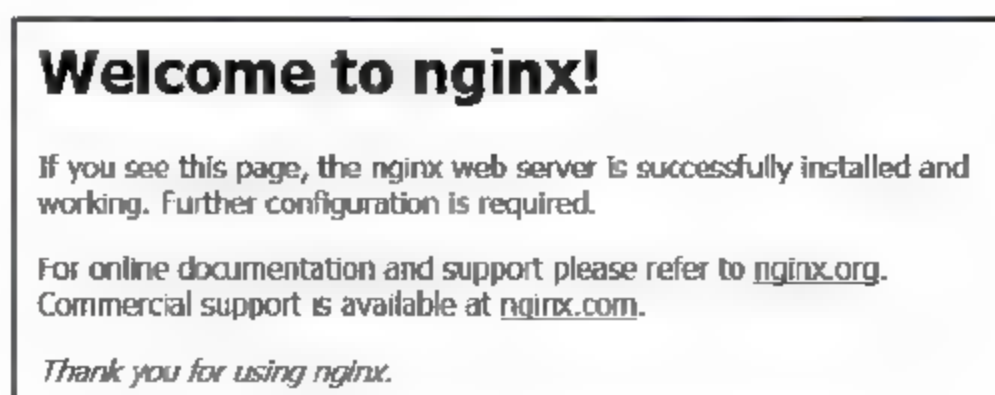 Welcome to nginx!
If you see this page, the nginx web server is successfully installed and
working. Further configuration is required.
For online documentation and support please refer to nginx.org.
Commercial support is available at nginx.com.
Thank you for using nginx.